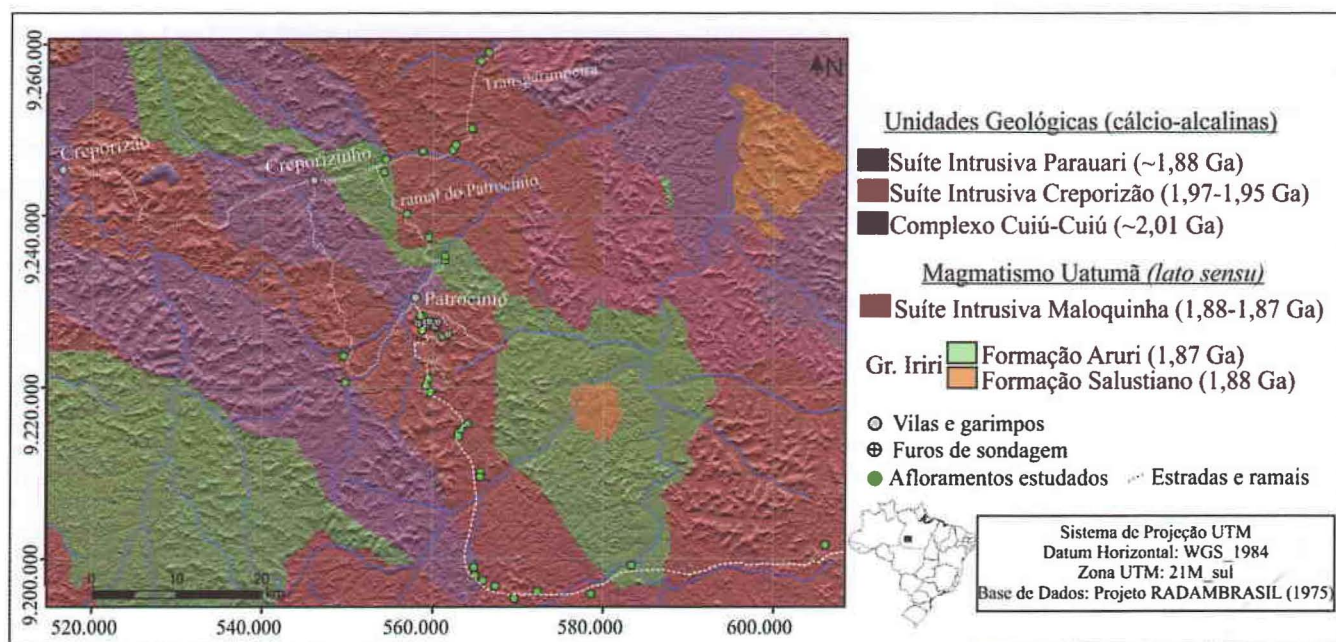 9.260.000
9.240.000
9.220.000
9.200.000
520.000 540.000 560.000 580.000 600.000
N
Transgarimpeira
Creporizão
Creporizinho
ramal do Patrocínio
Patrocínio
0 10 20 km
Unidades Geológicas (cálcio-alcalinas)
Suíte Intrusiva Parauari (~1,88 Ga)
Suíte Intrusiva Creporizão (1,97-1,95 Ga)
Complexo Cuiú-Cuiú (~2,01 Ga)
Magmatismo Uatumã (lato sensu)
Suíte Intrusiva Maloquinha (1,88-1,87 Ga)
Gr. Iriri
Formação Aruri (1,87 Ga)
Formação Salustiano (1,88 Ga)
Vilas e garimpos
Furos de sondagem
Afloramentos estudados Estradas e ramais
Sistema de Projeção UTM
Datum Horizontal: WGS_1984
Zona UTM: 21M_sul
Base de Dados: Projeto RADAMBRASIL (1975)